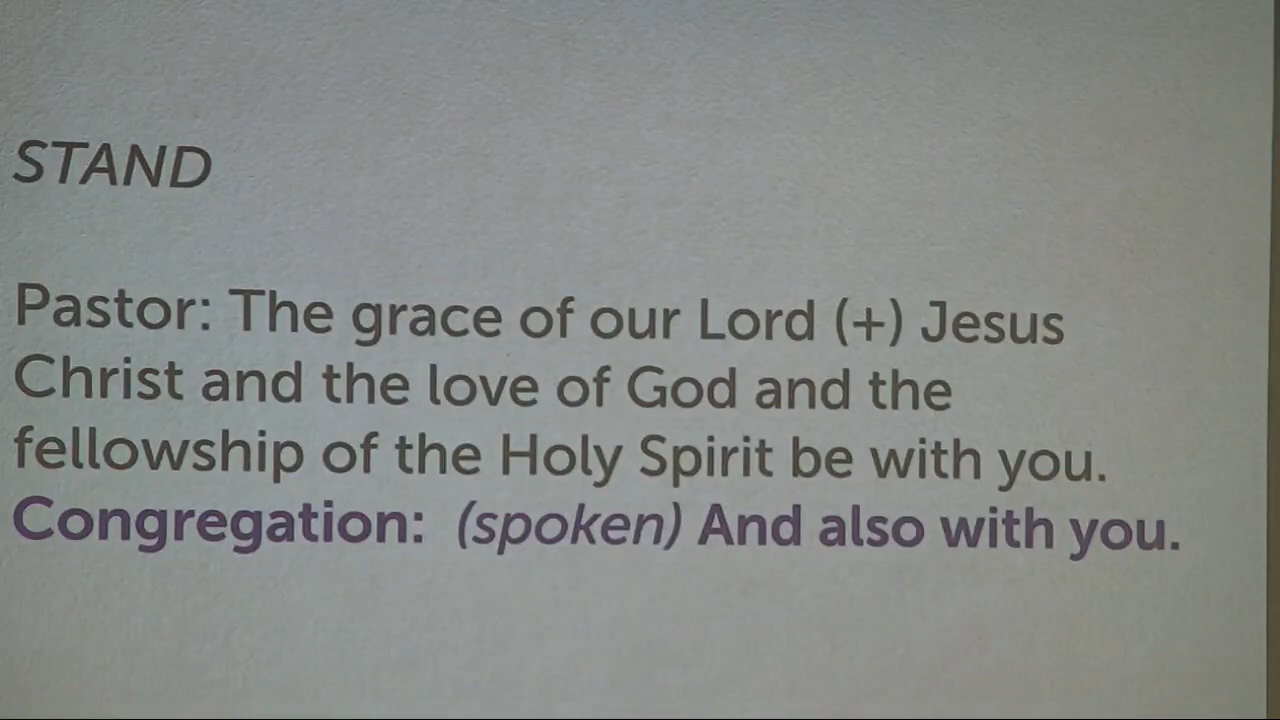 STAND
Pastor: The grace of our Lord (+) Jesus
Christ and the love of God and the
fellowship of the Holy Spirit be with you.
Congregation: (spoken) And also with you.